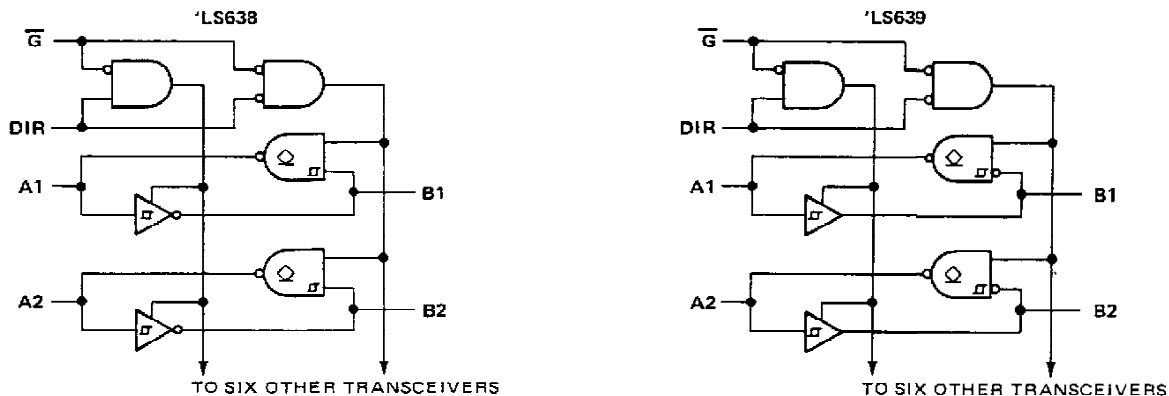 'LS638
G
DIR
A1
B1
A2
B2
TO SIX OTHER TRANSCEIVERS
'LS639
G
DIR
A1
B1
A2
B2
TO SIX OTHER TRANSCEIVERS